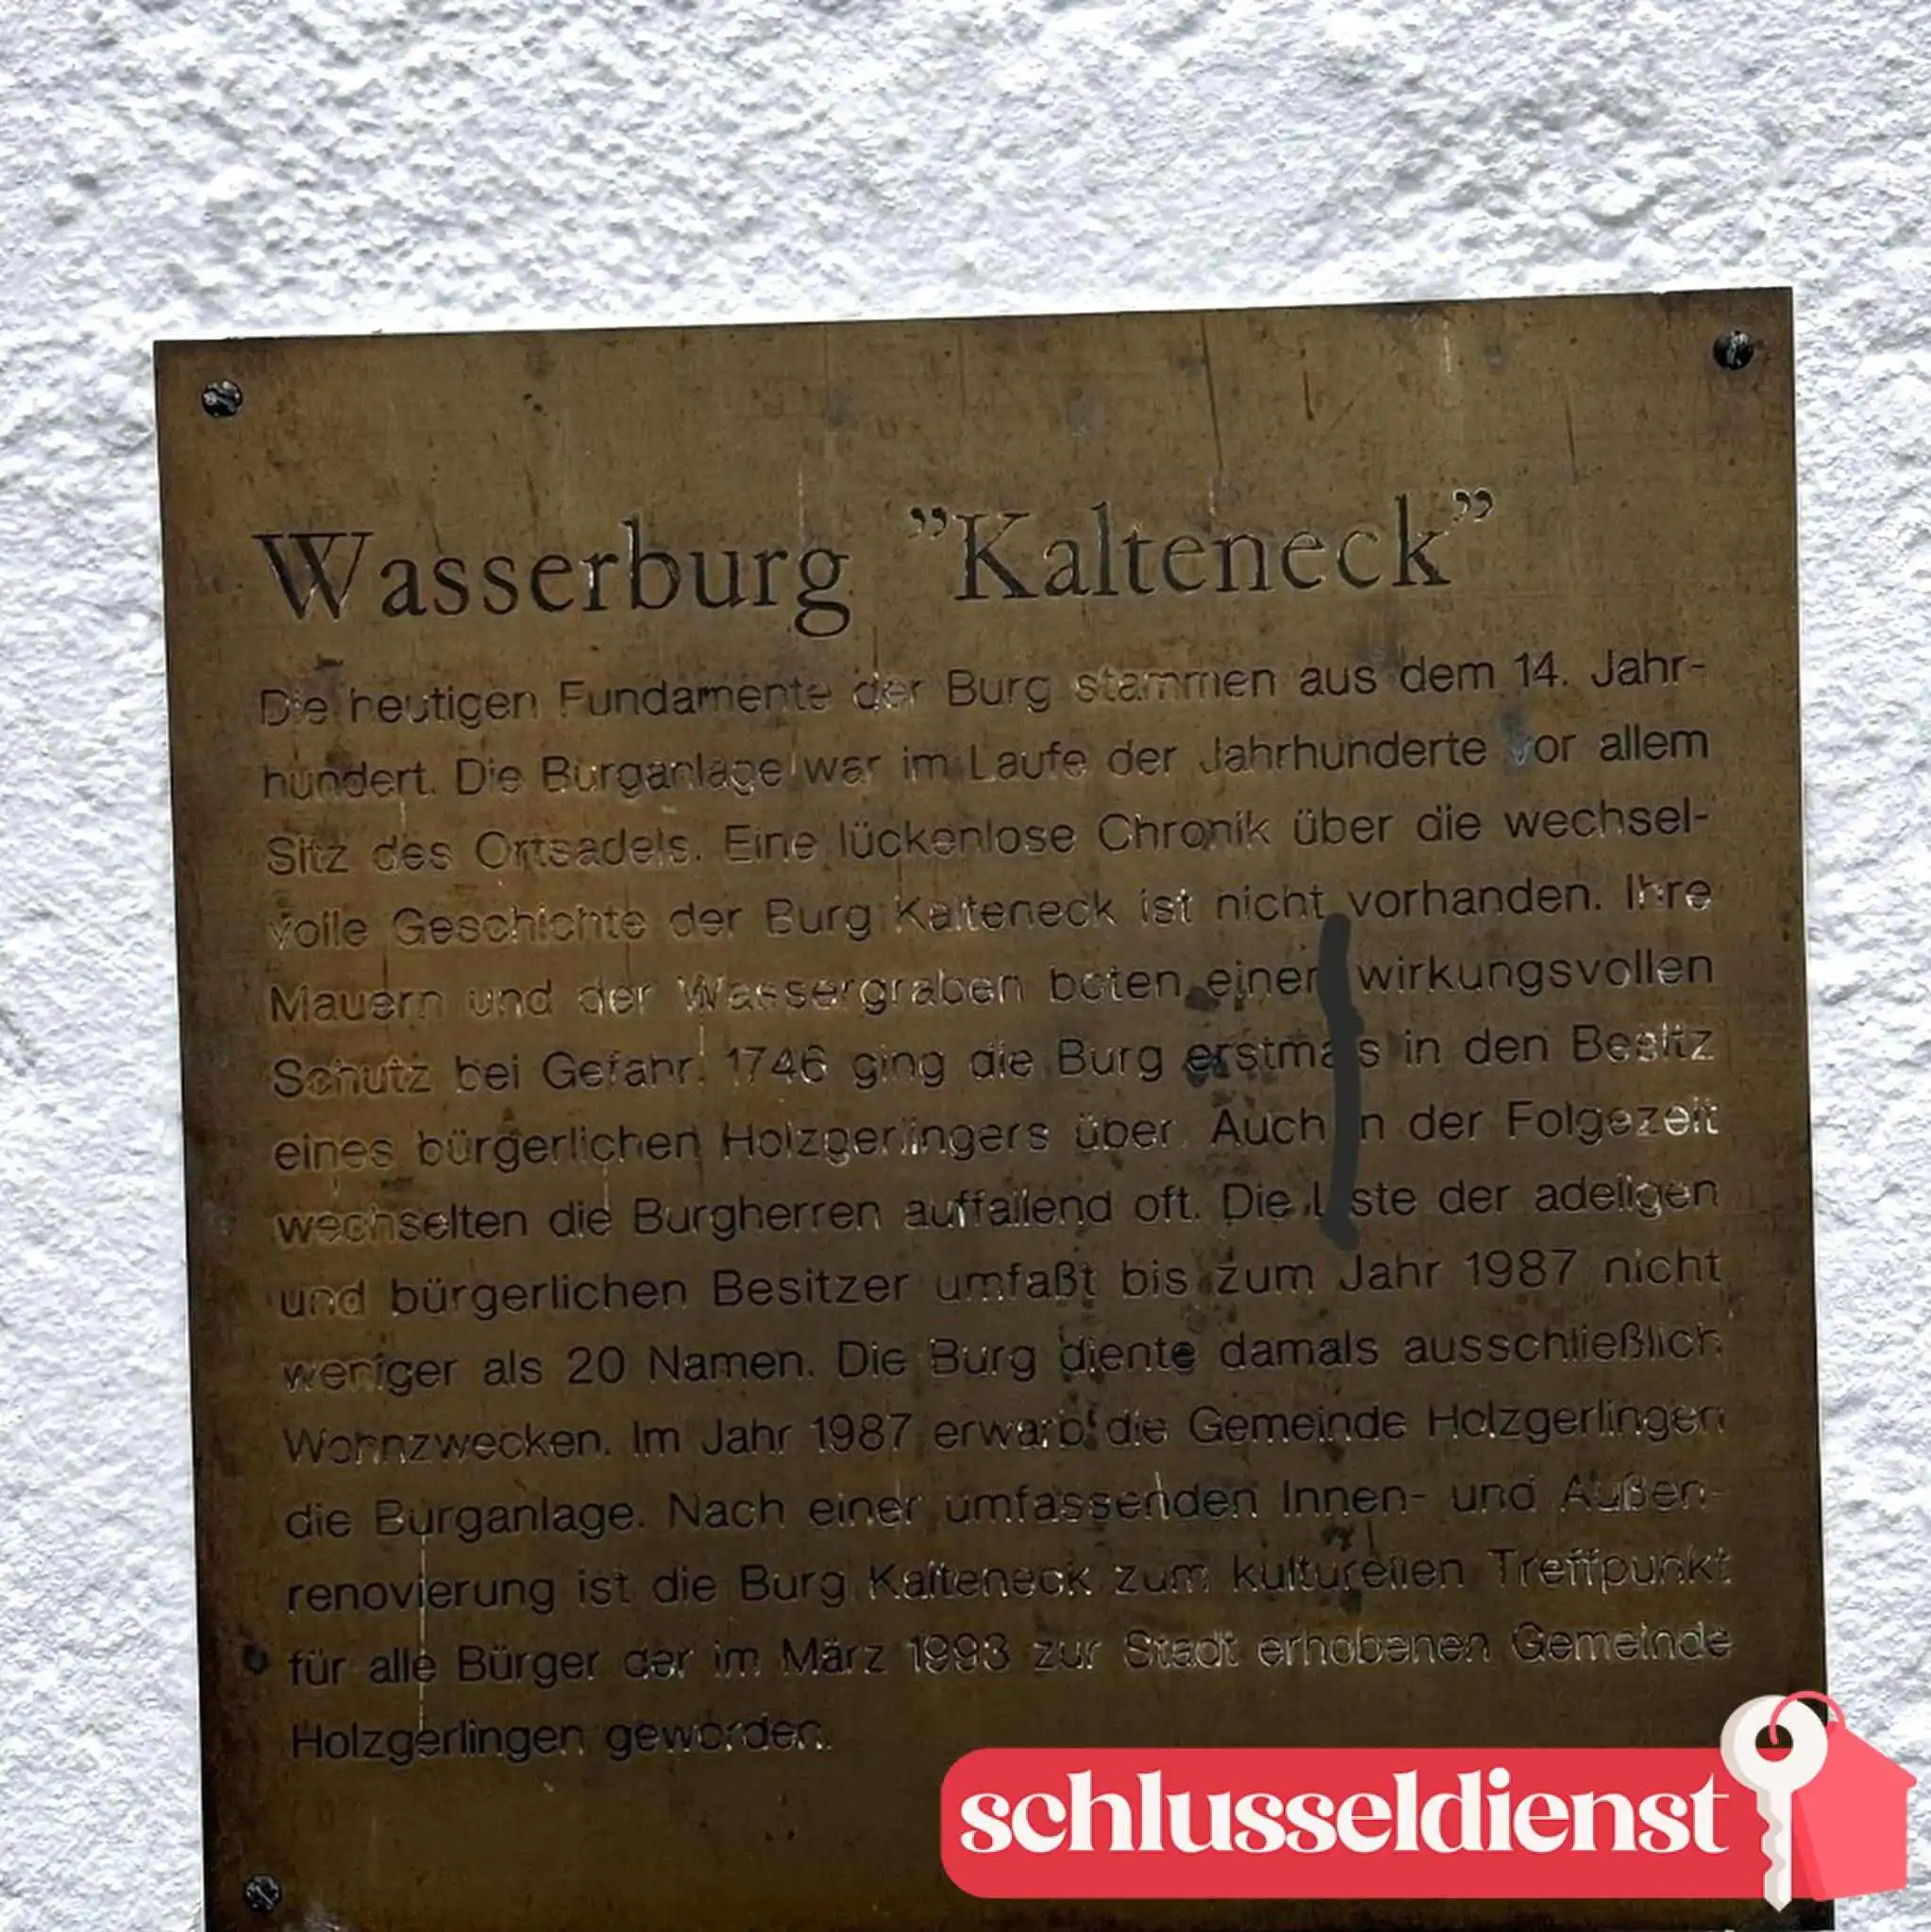 Wasserburg "Kalteneck"
Die heutigen Fundamente der Burg stammen aus dem 14. Jahr-
hundert. Die Burganlage war im Laufe der Jahrhunderte vor allem
Sitz des Ortsadels. Eine lückenlose Chronik über die wechsel-
volle Geschichte der Burg Kalteneck ist nicht vorhanden. Ihre
Mauern und der Wassergraben boten einen wirkungsvollen
Schutz bei Gefahr. 1746 ging die Burg erstmals in den Besitz
eines bürgerlichen Holzgerlingers über. Auch in der Folgezeit
wechselten die Burgherren auffallend oft. Die Liste der adeligen
und bürgerlichen Besitzer umfaßt bis zum Jahr 1987 nicht
weniger als 20 Namen. Die Burg diente damals ausschließlich
Wohnzwecken. Im Jahr 1987 erwarb die Gemeinde Holzgerlingen
die Burganlage. Nach einer umfassenden Innen- und Außen-
renovierung ist die Burg Kalteneck zum kulturellen Treffpunkt
für alle Bürger der im März 1993 zur Stadt erhobenen Gemeinde
Holzgerlingen geworden.
schlusseldienst